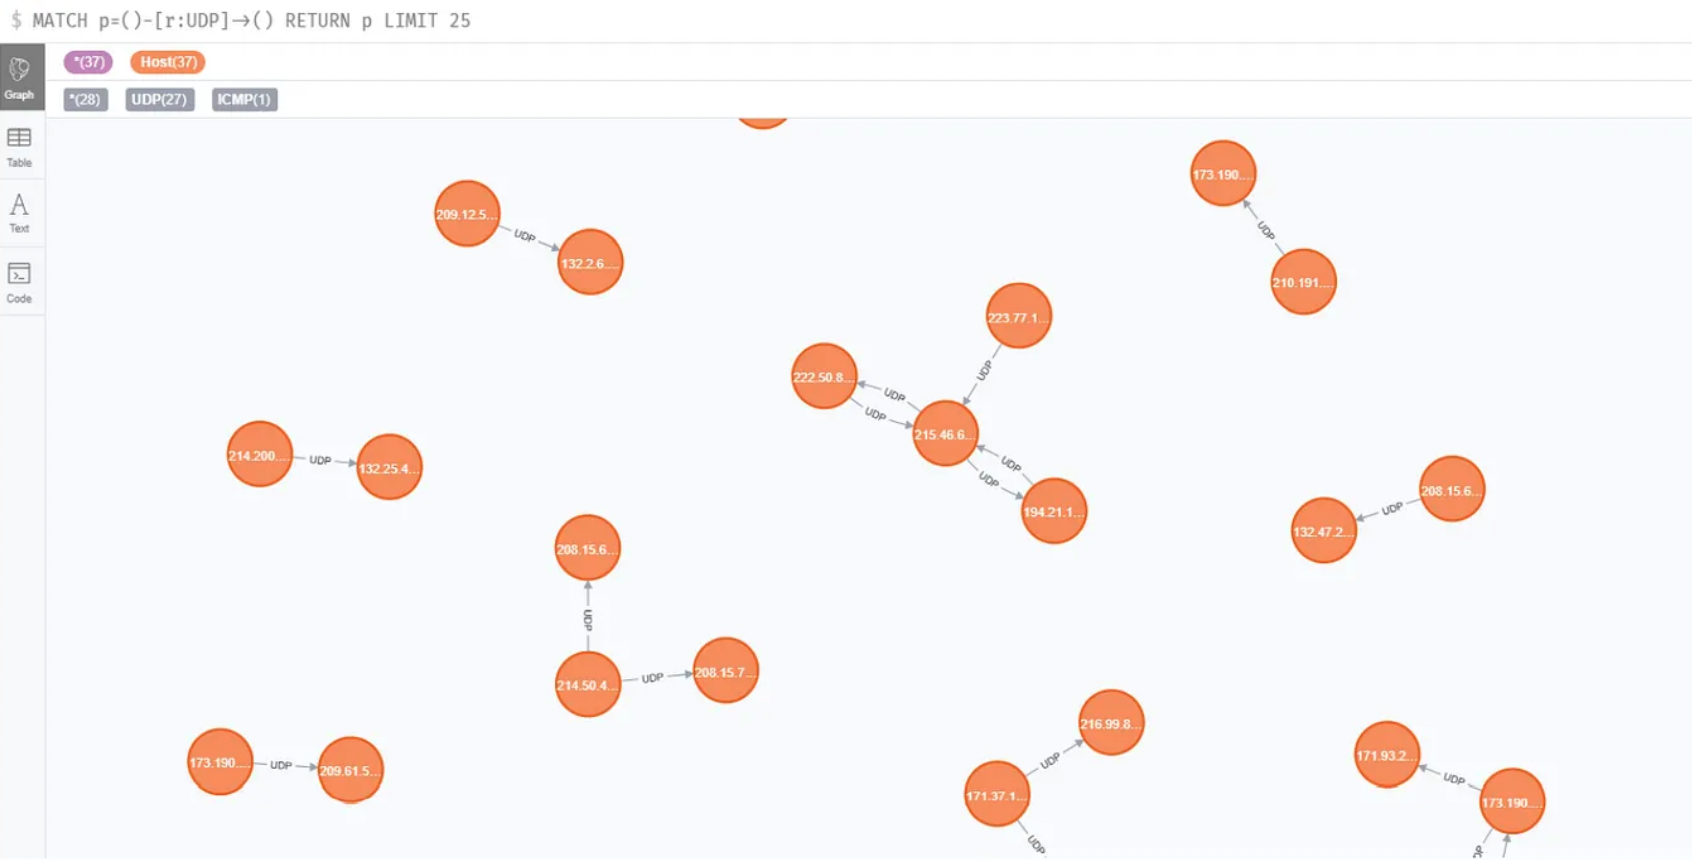 $ MATCH p=()-[r:UDP]->() RETURN p LIMIT 25
*(37) Host(37)
Graph
*(28) UDP(27) ICMP(1)
Table
Text
Code
173.190....
209.12.5...
UDP
132.2.6....
UDP
210.191....
223.77.1...
UDP
222.50.8...
UDP
UDP
215.46.6...
214.200....
UDP
132.25.4...
UDP
UDP
194.21.1...
208.15.6...
UDP
132.47.2...
208.15.6...
UDP
214.50.4...
UDP
208.15.7...
216.99.8...
173.190....
UDP
209.61.5...
UDP
171.37.1...
UDP
171.93.2...
UDP
173.190....